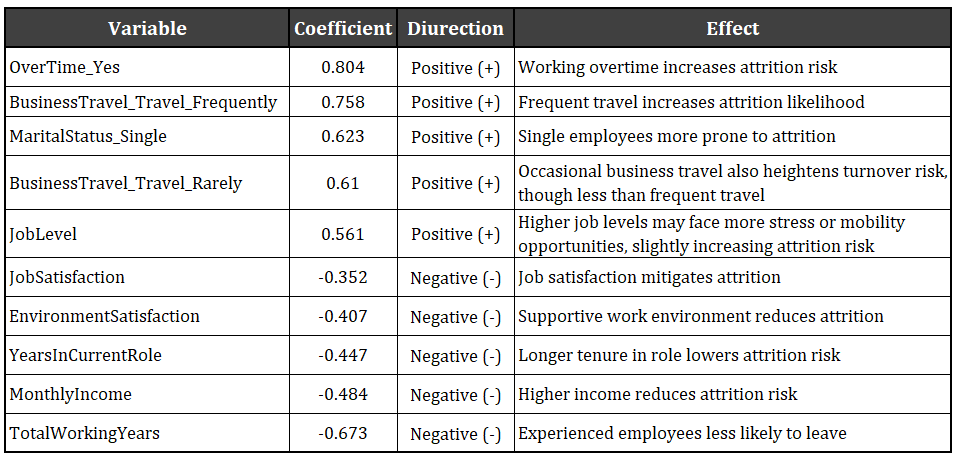 Variable Coefficient Diurection Effect
OverTime_Yes 0.804 Positive (+) Working overtime increases attrition risk
BusinessTravel_Travel_Frequently 0.758 Positive (+) Frequent travel increases attrition likelihood
MaritalStatus_Single 0.623 Positive (+) Single employees more prone to attrition
BusinessTravel_Travel_Rarely 0.61 Positive (+) Occasional business travel also heightens turnover risk,
though less than frequent travel
JobLevel 0.561 Positive (+) Higher job levels may face more stress or mobility
opportunities, slightly increasing attrition risk
JobSatisfaction -0.352 Negative (-) Job satisfaction mitigates attrition
EnvironmentSatisfaction -0.407 Negative (-) Supportive work environment reduces attrition
YearsInCurrentRole -0.447 Negative (-) Longer tenure in role lowers attrition risk
MonthlyIncome -0.484 Negative (-) Higher income reduces attrition risk
TotalWorkingYears -0.673 Negative (-) Experienced employees less likely to leave